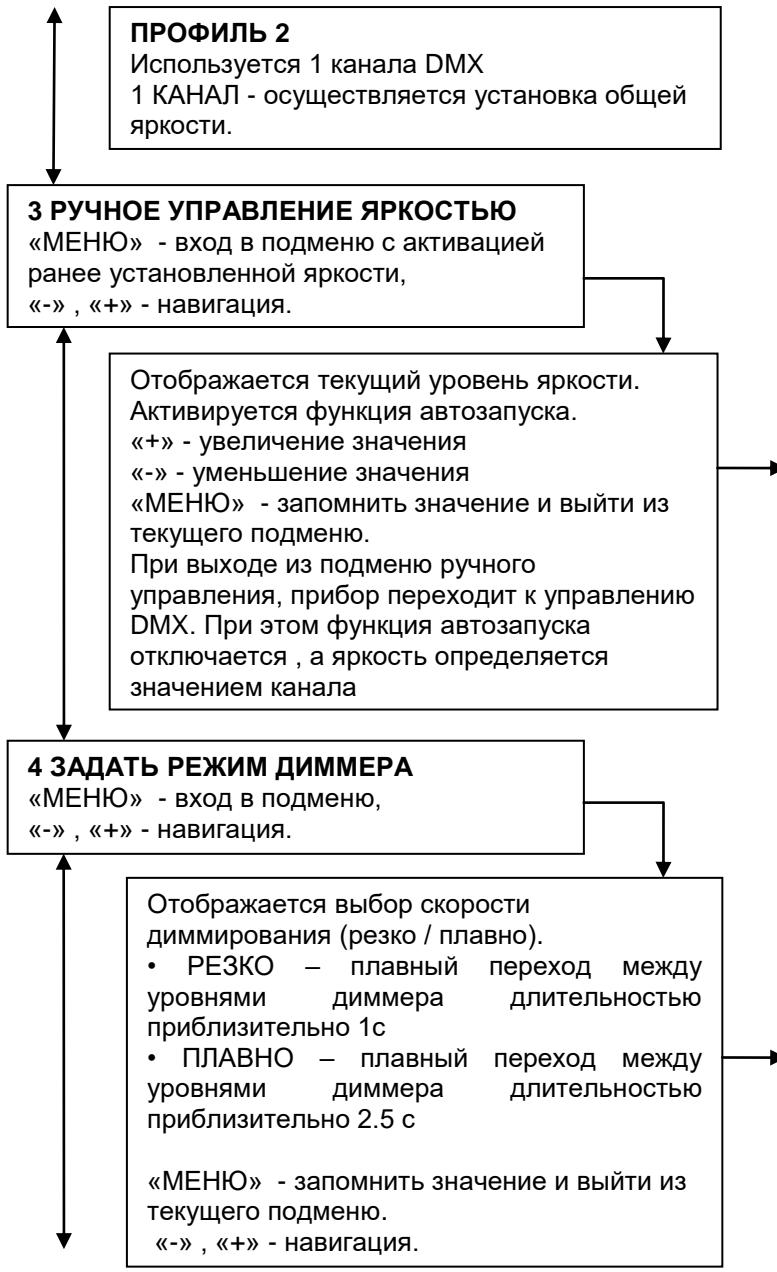 ПРОФИЛЬ 2
Используется 1 канала DMX
1 КАНАЛ - осуществляется установка общей
яркости.
3 РУЧНОЕ УПРАВЛЕНИЕ ЯРКОСТЬЮ
«МЕНЮ» - вход в подменю с активацией
ранее установленной яркости,
«-» , «+» - навигация.
Отображается текущий уровень яркости.
Активируется функция автозапуска.
«+» - увеличение значения
«-» - уменьшение значения
«МЕНЮ» - запомнить значение и выйти из
текущего подменю.
При выходе из подменю ручного
управления, прибор переходит к управлению
DMX. При этом функция автозапуска
отключается , а яркость определяется
значением канала
4 ЗАДАТЬ РЕЖИМ ДИММЕРА
«МЕНЮ» - вход в подменю,
«-» , «+» - навигация.
Отображается выбор скорости
диммирования (резко / плавно).
• РЕЗКО – плавный переход между
уровнями диммера длительностью
приблизительно 1с
• ПЛАВНО – плавный переход между
уровнями диммера длительностью
приблизительно 2.5 с
«МЕНЮ» - запомнить значение и выйти из
текущего подменю.
«-» , «+» - навигация.